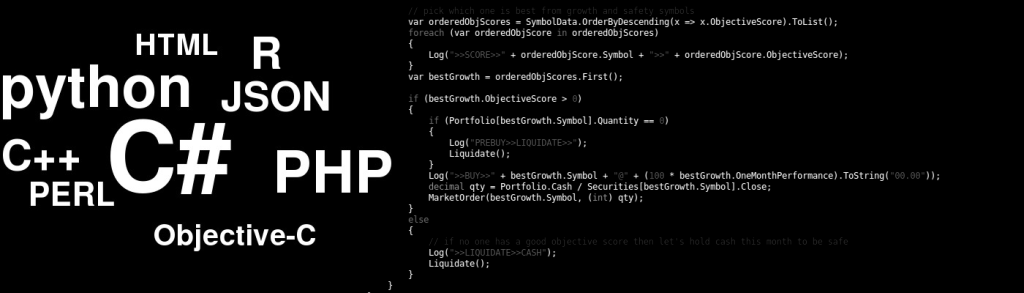 HTML
R
python
JSON
C++
C#
PHP
PERL
Objective-C
// pick which one is best from growth and safety symbols
var orderedObjScores = SymbolData.OrderByDescending(x => x.ObjectiveScore).ToList();
foreach (var orderedObjScore in orderedObjScores)
{
Log(">>SCORE>>" + orderedObjScore.Symbol + ">>" + orderedObjScore.ObjectiveScore);
}
var bestGrowth = orderedObjScores.First();
if (bestGrowth.ObjectiveScore > 0)
{
if (Portfolio[bestGrowth.Symbol].Quantity == 0)
{
Log("PREBUY>>LIQUIDATE>>");
Liquidate();
}
Log(">>BUY>>" + bestGrowth.Symbol + "@" + (100 * bestGrowth.OneMonthPerformance).ToString("00.00"));
decimal qty = Portfolio.Cash / Securities[bestGrowth.Symbol].Close;
MarketOrder(bestGrowth.Symbol, (int) qty);
}
else
{
// if no one has a good objective score then let's hold cash this month to be safe
Log(">>LIQUIDATE>>CASH");
Liquidate();
}
}